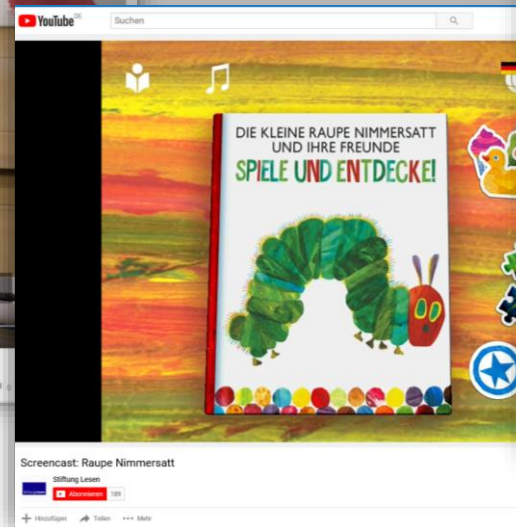 YouTube DE
Suchen
DIE KLEINE RAUPE NIMMERSATT
UND IHRE FREUNDE
SPIELE UND ENTDECKE!
Screencast: Raupe Nimmersatt
Stiftung Lesen
Abonnieren 189
Hinzufügen Teilen Mehr